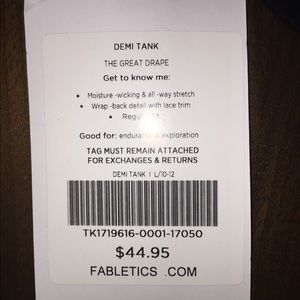 DEMI TANK
THE GREAT DRAPE
Get to know me:
• Moisture -wicking & all -way stretch
• Wrap -back detail with lace trim
•
Good for: exploration
TAG MUST REMAIN ATTACHED
FOR EXCHANGES & RETURNS
DEMI TANK | L/10-12
TK1719616-0001-17050
$44.95
FABLETICS .COM